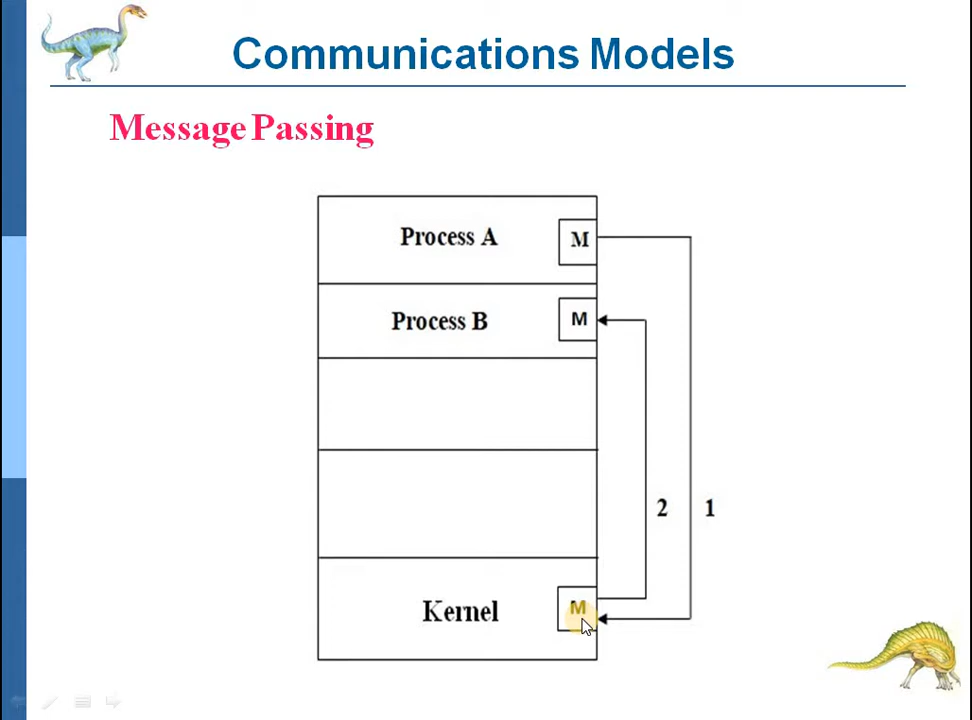 Communications Models
Message Passing
Process A
M
Process B
M
2
1
Kernel
M